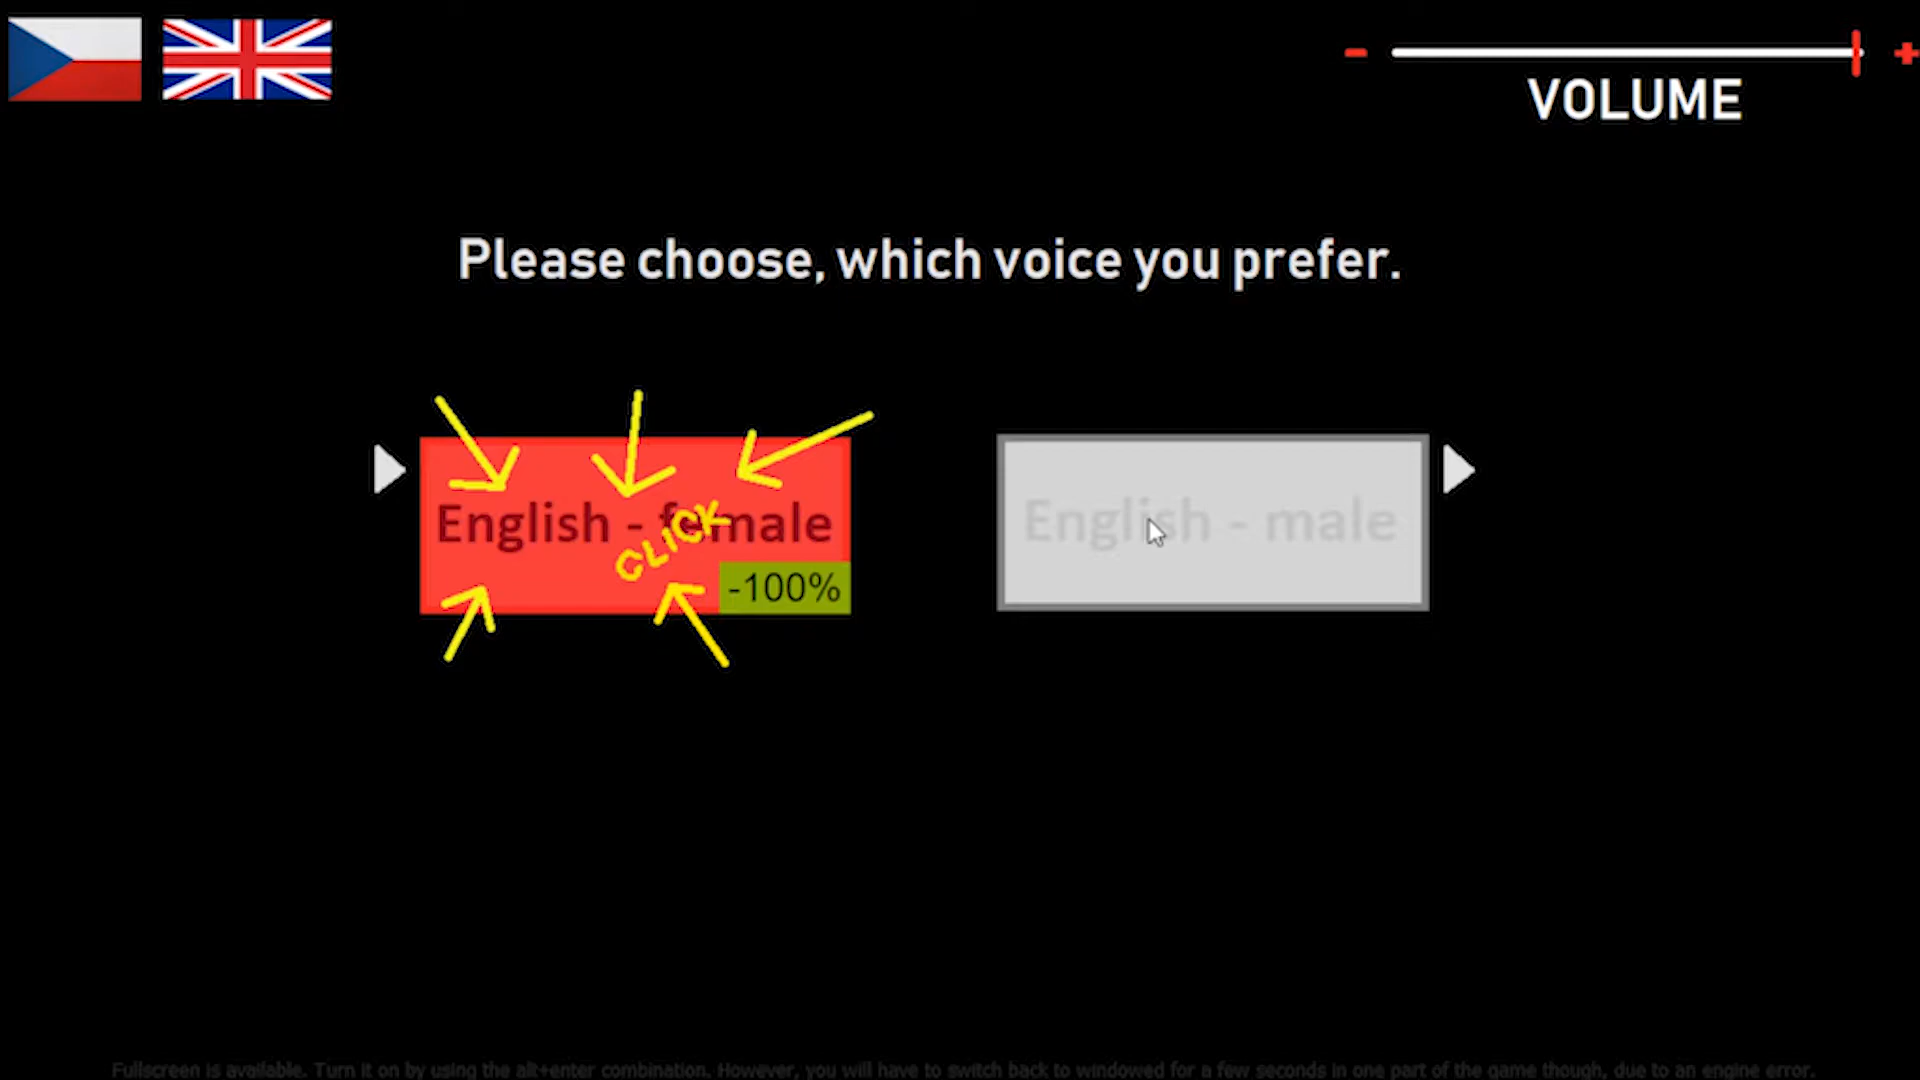 VOLUME
Please choose, which voice you prefer.
English - female
CLICK
-100%
English - male
Fullscreen is available. Turn it on by using the alt+enter combination. However, you will have to switch back to windowed for a few seconds in one part of the game though, due to an engine error.